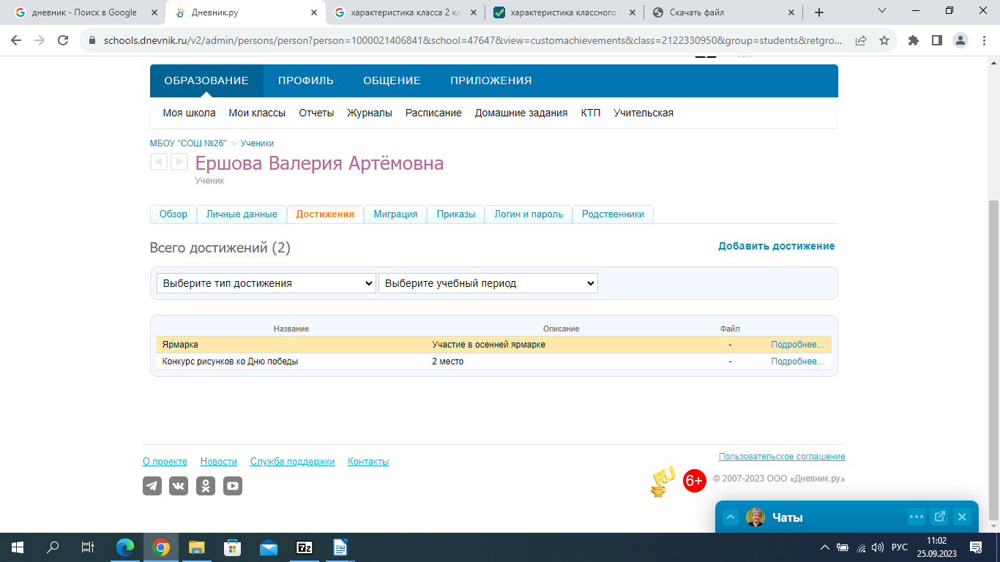 дневник - Поиск в Google
Дневник.ру
характеристика класса 2 кл
характеристика классного
Скачать файл
schools.dnevnik.ru/v2/admin/persons/person?person=1000021406841&school=47647&view=customachievements&class=2122330950&group=students&retgro...
ОБРАЗОВАНИЕ ПРОФИЛЬ ОБЩЕНИЕ ПРИЛОЖЕНИЯ
Моя школа Мои классы Отчеты Журналы Расписание Домашние задания КТП Учительская
МБОУ "СОШ №26" > Ученики
Ершова Валерия Артёмовна
Ученик
Обзор Личные данные Достижения Миграция Приказы Логин и пароль Родственники
Всего достижений (2) Добавить достижение
Выберите тип достижения Выберите учебный период
Название Описание Файл
Ярмарка Участие в осенней ярмарке - Подробнее...
Конкурс рисунков ко Дню победы 2 место - Подробнее...
О проекте Новости Служба поддержки Контакты Пользовательское соглашение
RU 6+ © 2007-2023 ООО «Дневник.ру»
Чаты
7z РУС 11:02
25.09.2023